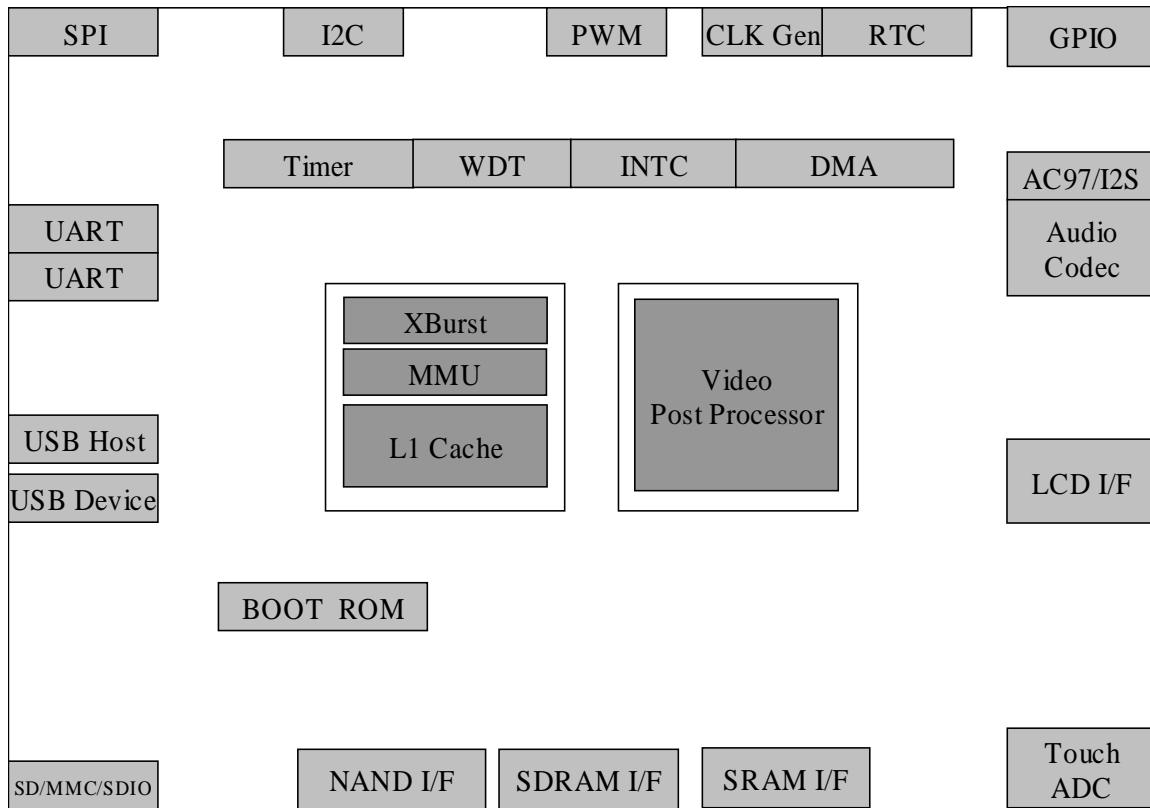 SPI
I2C
PWM
CLK Gen
RTC
GPIO
Timer
WDT
INTC
DMA
AC97/I2S
Audio
Codec
UART
UART
XBurst
MMU
L1 Cache
Video
Post Processor
USB Host
USB Device
LCD I/F
BOOT ROM
SD/MMC/SDIO
NAND I/F
SDRAM I/F
SRAM I/F
Touch
ADC